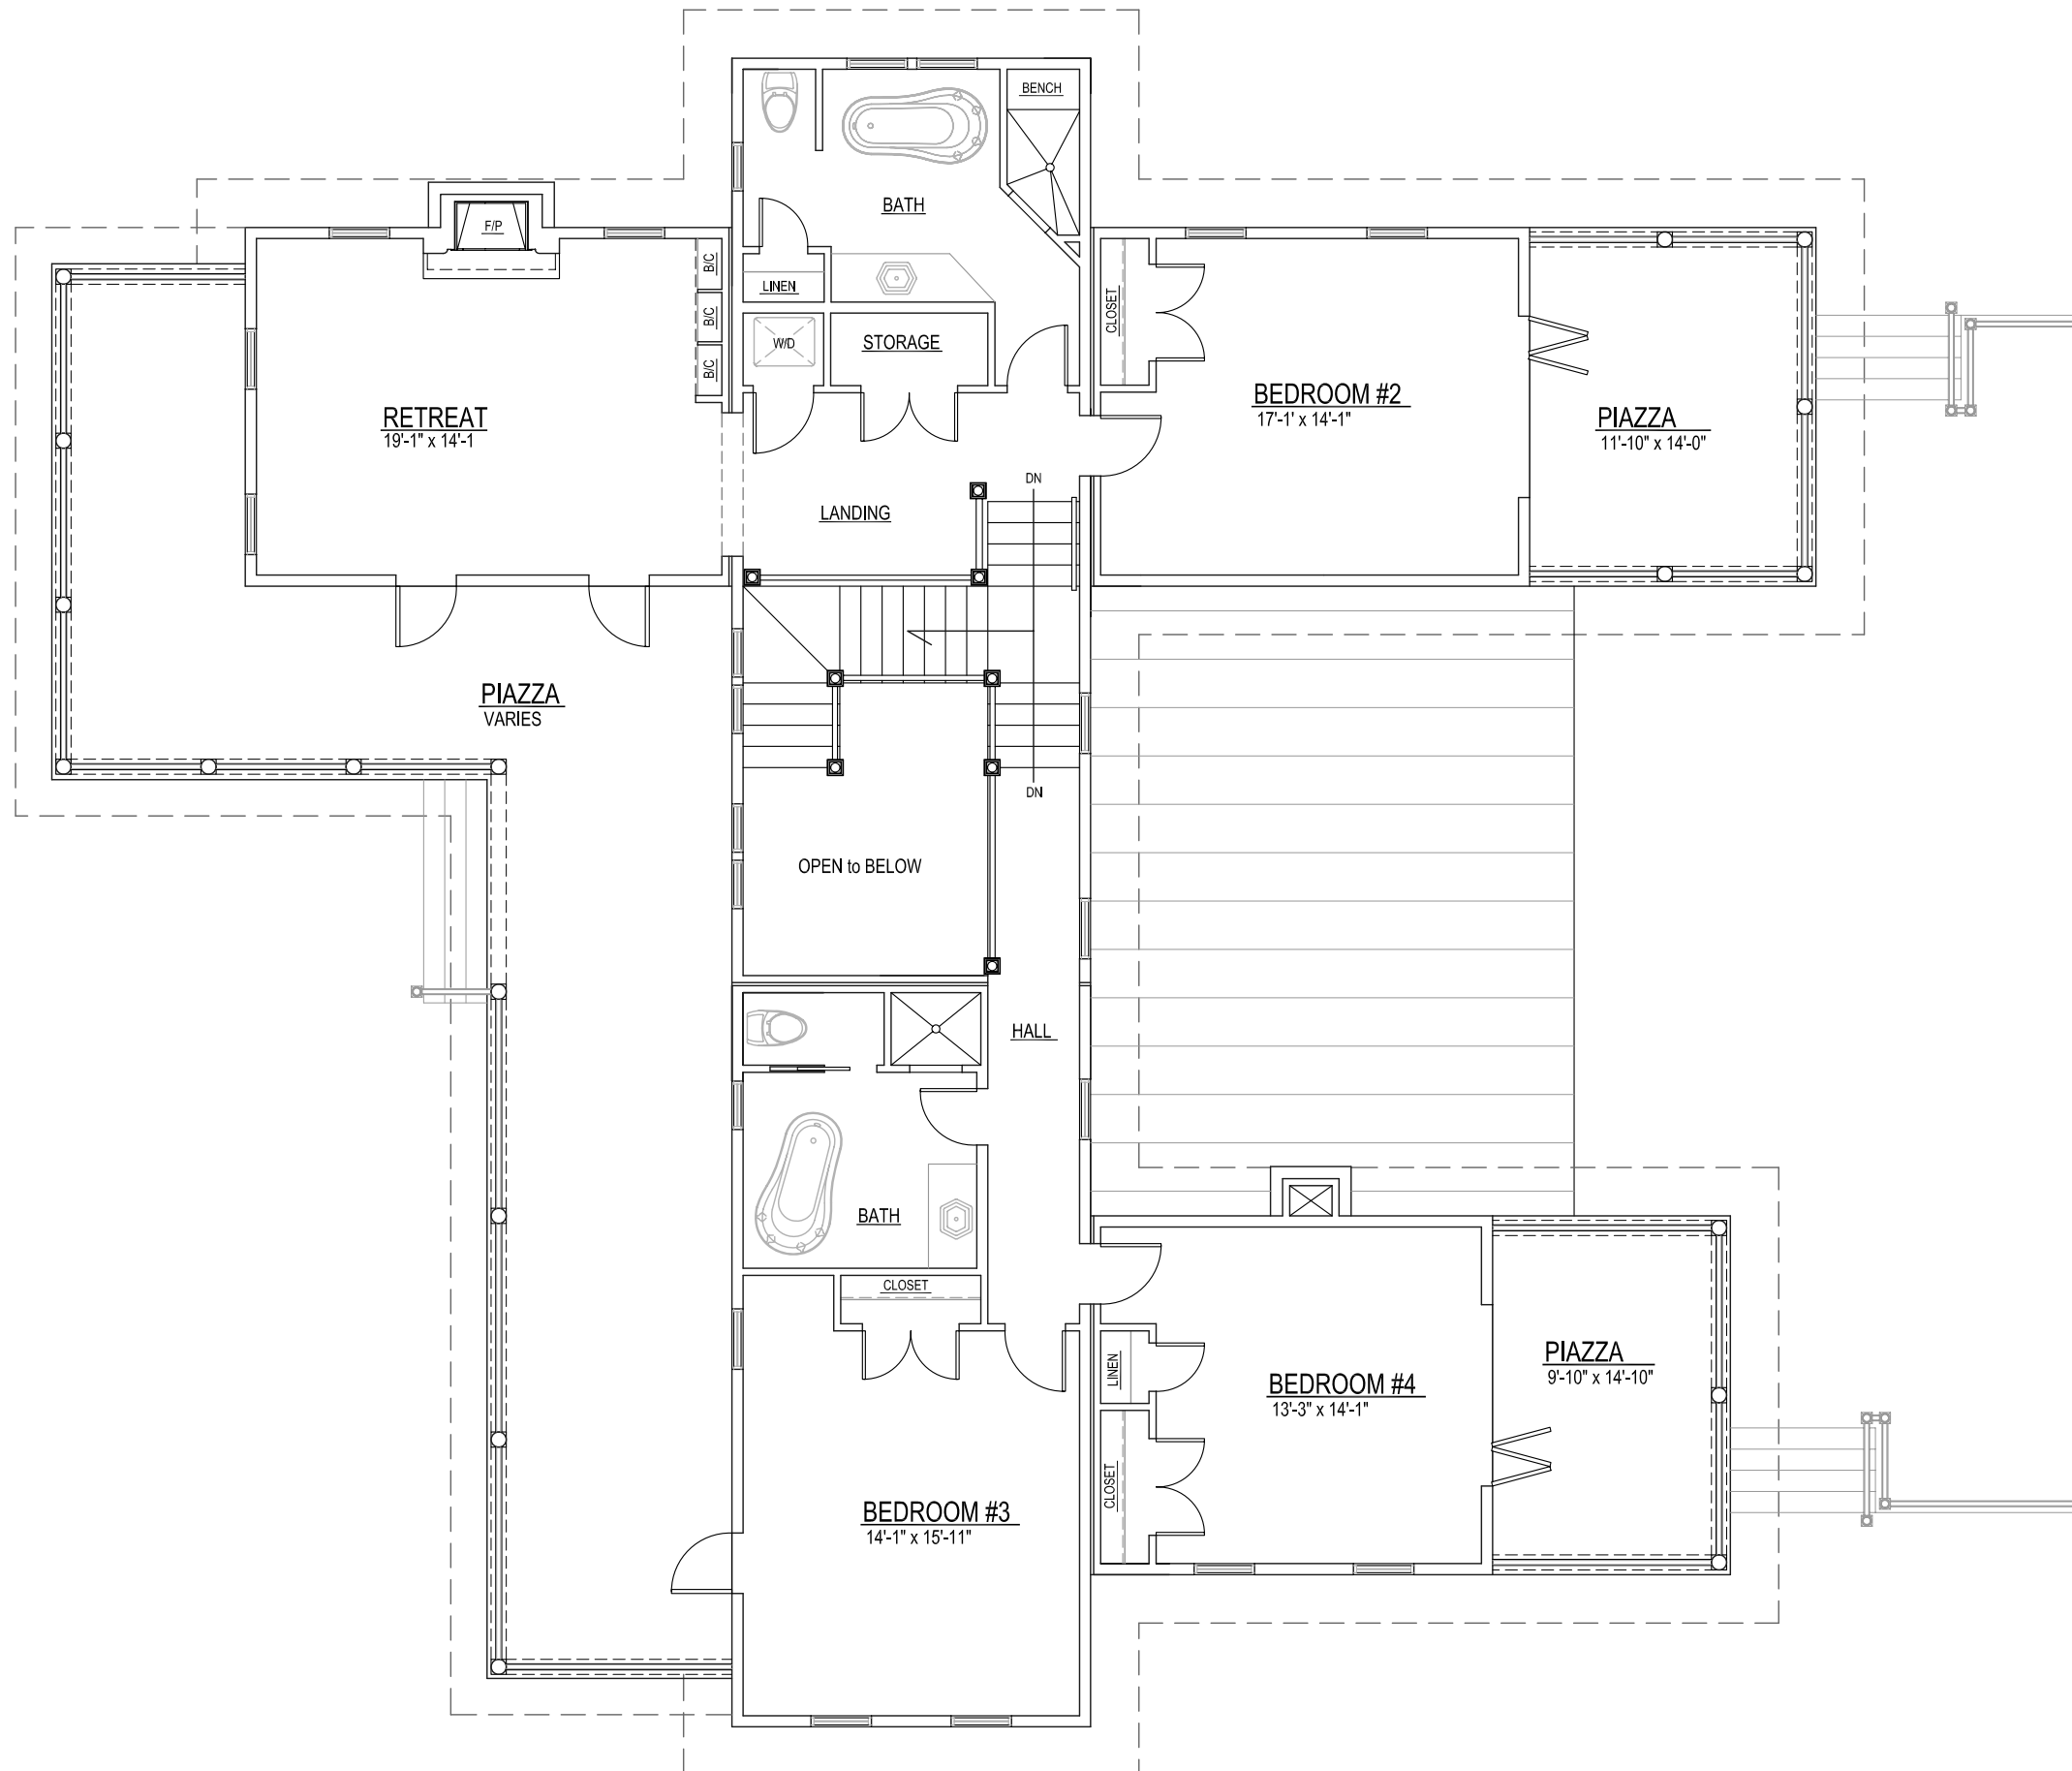 BENCH
BATH
F/P
B/C
B/C
B/C
LINEN
W/D
STORAGE
CLOSET
RETREAT
19'-1" x 14'-1
BEDROOM #2
17'-1' x 14'-1"
PIAZZA
11'-10" x 14'-0"
DN
LANDING
PIAZZA
VARIES
DN
OPEN to BELOW
HALL
BATH
CLOSET
LINEN
PIAZZA
9'-10" x 14'-10"
BEDROOM #4
13'-3" x 14'-1"
CLOSET
BEDROOM #3
14'-1" x 15'-11"